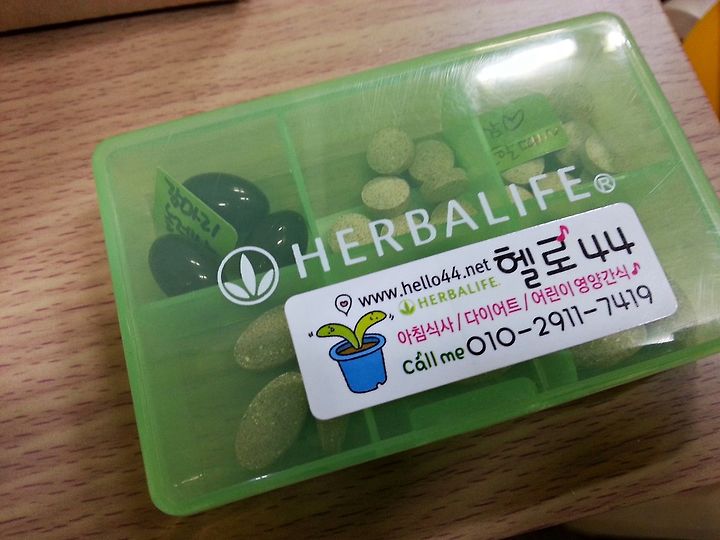 HERBALIFE®
www.hello44.net
HERBALIFE.
헬로44
아침식사/다이어트/어린이영양간식
Call me 010-2911-7419